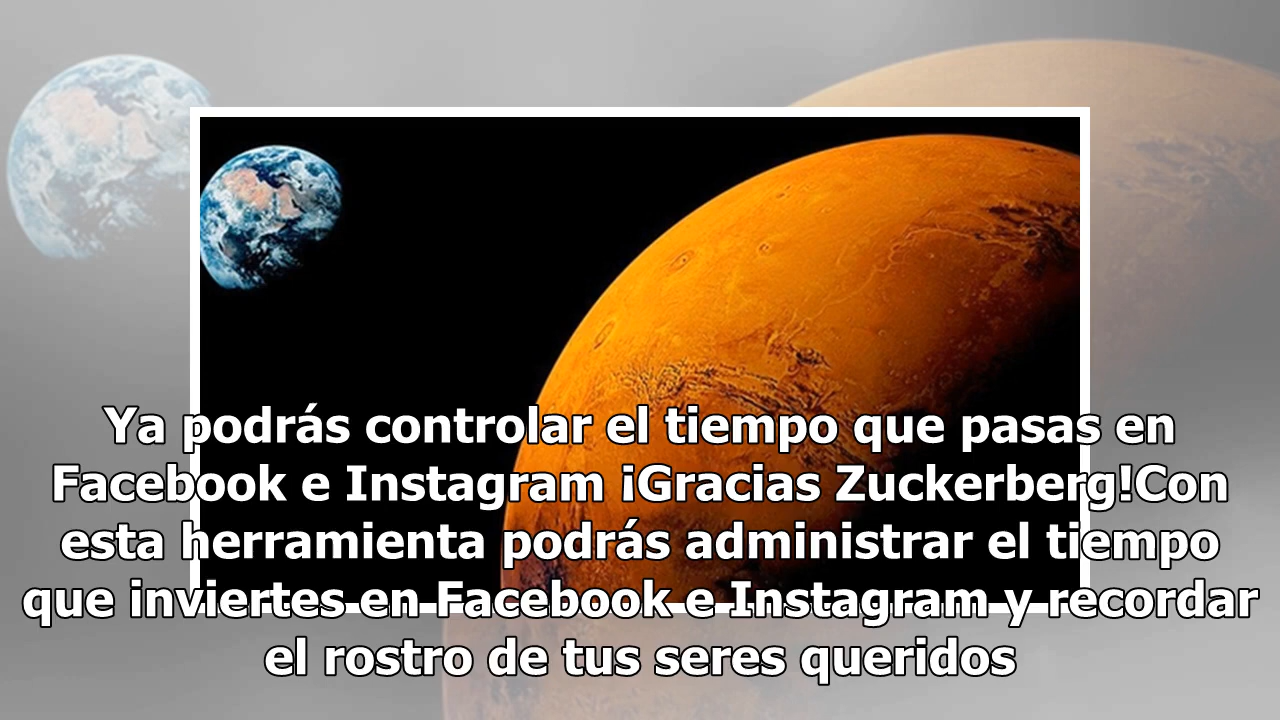 Ya podrás controlar el tiempo que pasas en
Facebook e Instagram ¡Gracias Zuckerberg!Con
esta herramienta podrás administrar el tiempo
que inviertes en Facebook e Instagram y recordar
el rostro de tus seres queridos